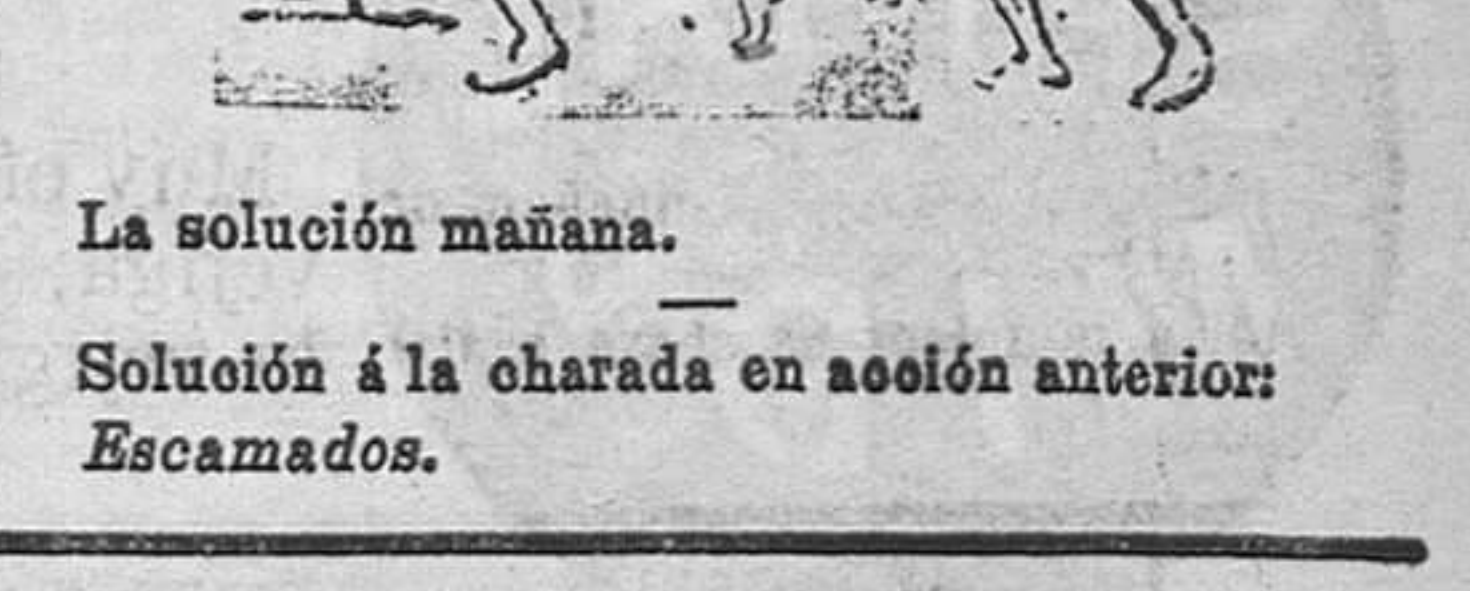 La solución mañana.
Solución á la charada en acción anterior:
Escamados.